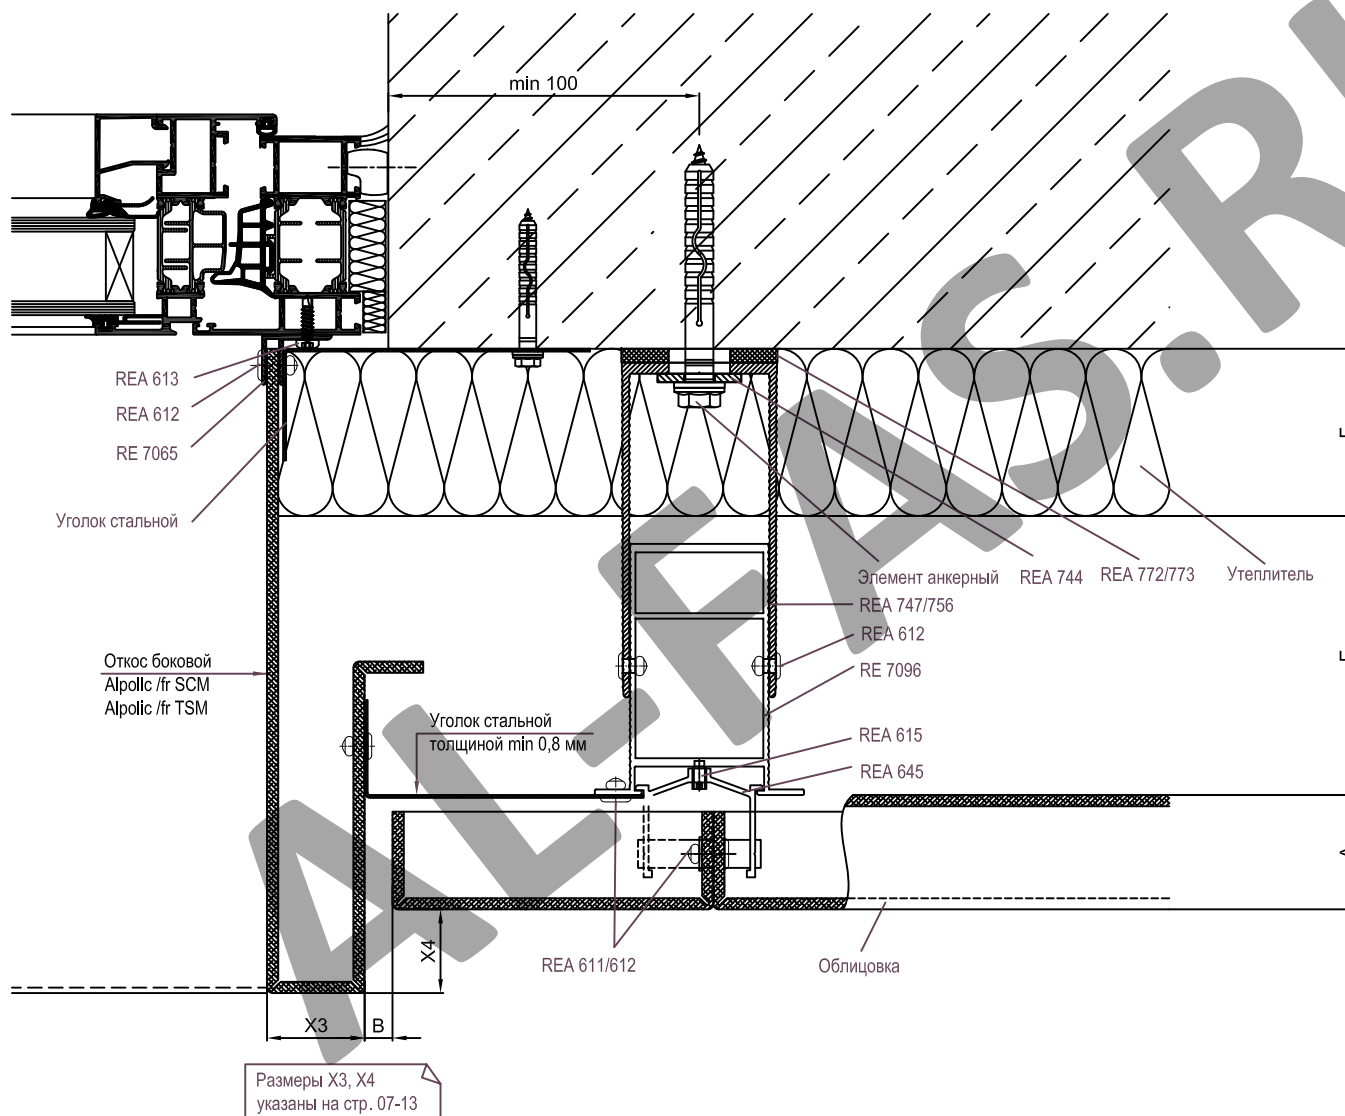 min 100
REA 613
REA 612
RE 7065
Уголок стальной
Элемент анкерный
REA 744
REA 772/773
Утеплитель
REA 747/756
REA 612
RE 7096
Откос боковой
Alpolic /fr SCM
Alpolic /fr TSM
Уголок стальной
толщиной min 0,8 мм
REA 615
REA 645
X4
REA 611/612
Облицовка
X3
B
Размеры X3, X4
указаны на стр. 07-13
AL-FAS.RU